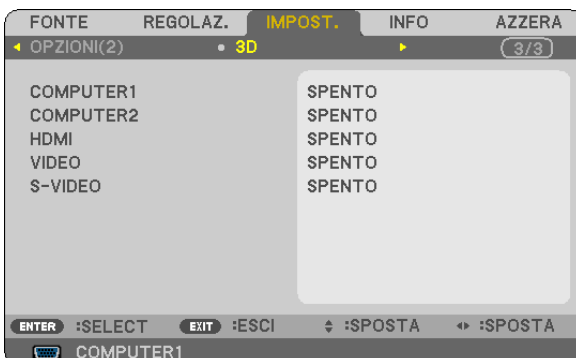 FONTE REGOLAZ. IMPOST. INFO AZZERA
OPZIONI(2) 3D 3/3
COMPUTER1 SPENTO
COMPUTER2 SPENTO
HDMI SPENTO
VIDEO SPENTO
S-VIDEO SPENTO
ENTER :SELECT EXIT :ESCI :SPOSTA :SPOSTA
COMPUTER1